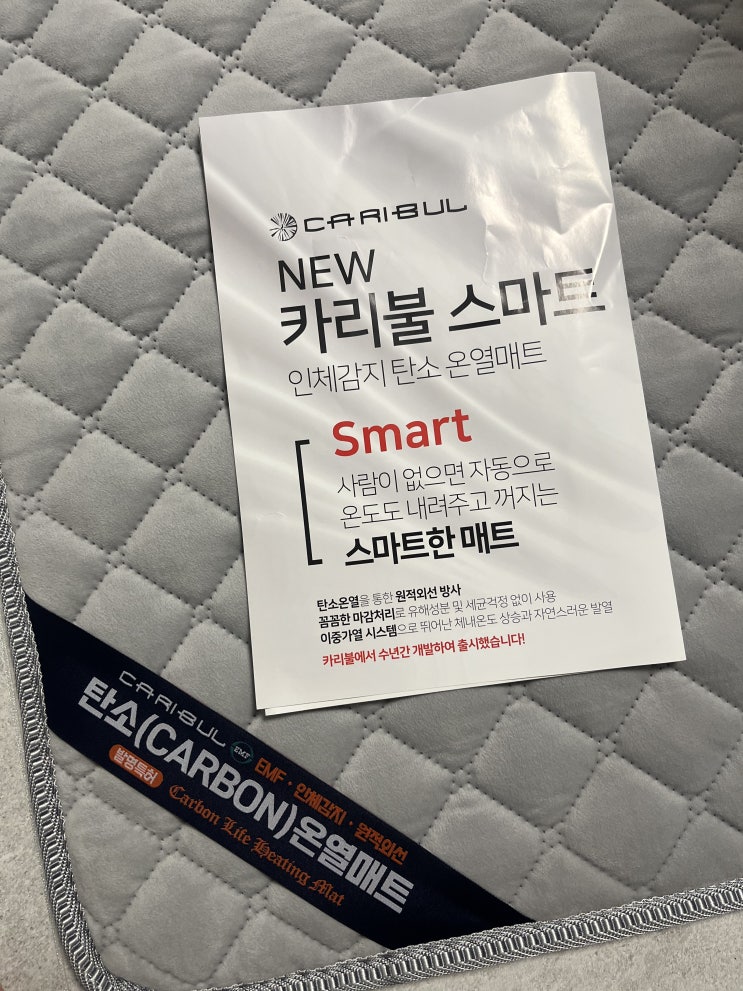 CARIBUL
NEW
카리불 스마트
인체감지 탄소 온열매트
Smart
사람이 없으면 자동으로
온도도 내려주고 꺼지는
스마트한 매트
탄소온열을 통한 원적외선 방사
꼼꼼한 마감처리로 유해성분 및 세균걱정 없이 사용
이중가열 시스템으로 뛰어난 체내온도 상승과 자연스러운 발열
카리불에서 수년간 개발하여 출시했습니다!
CARIBUL EMF EMF · 인체감지 · 원적외선
탄소(CARBON)온열매트
발명특허 Carbon Life Heating Mat